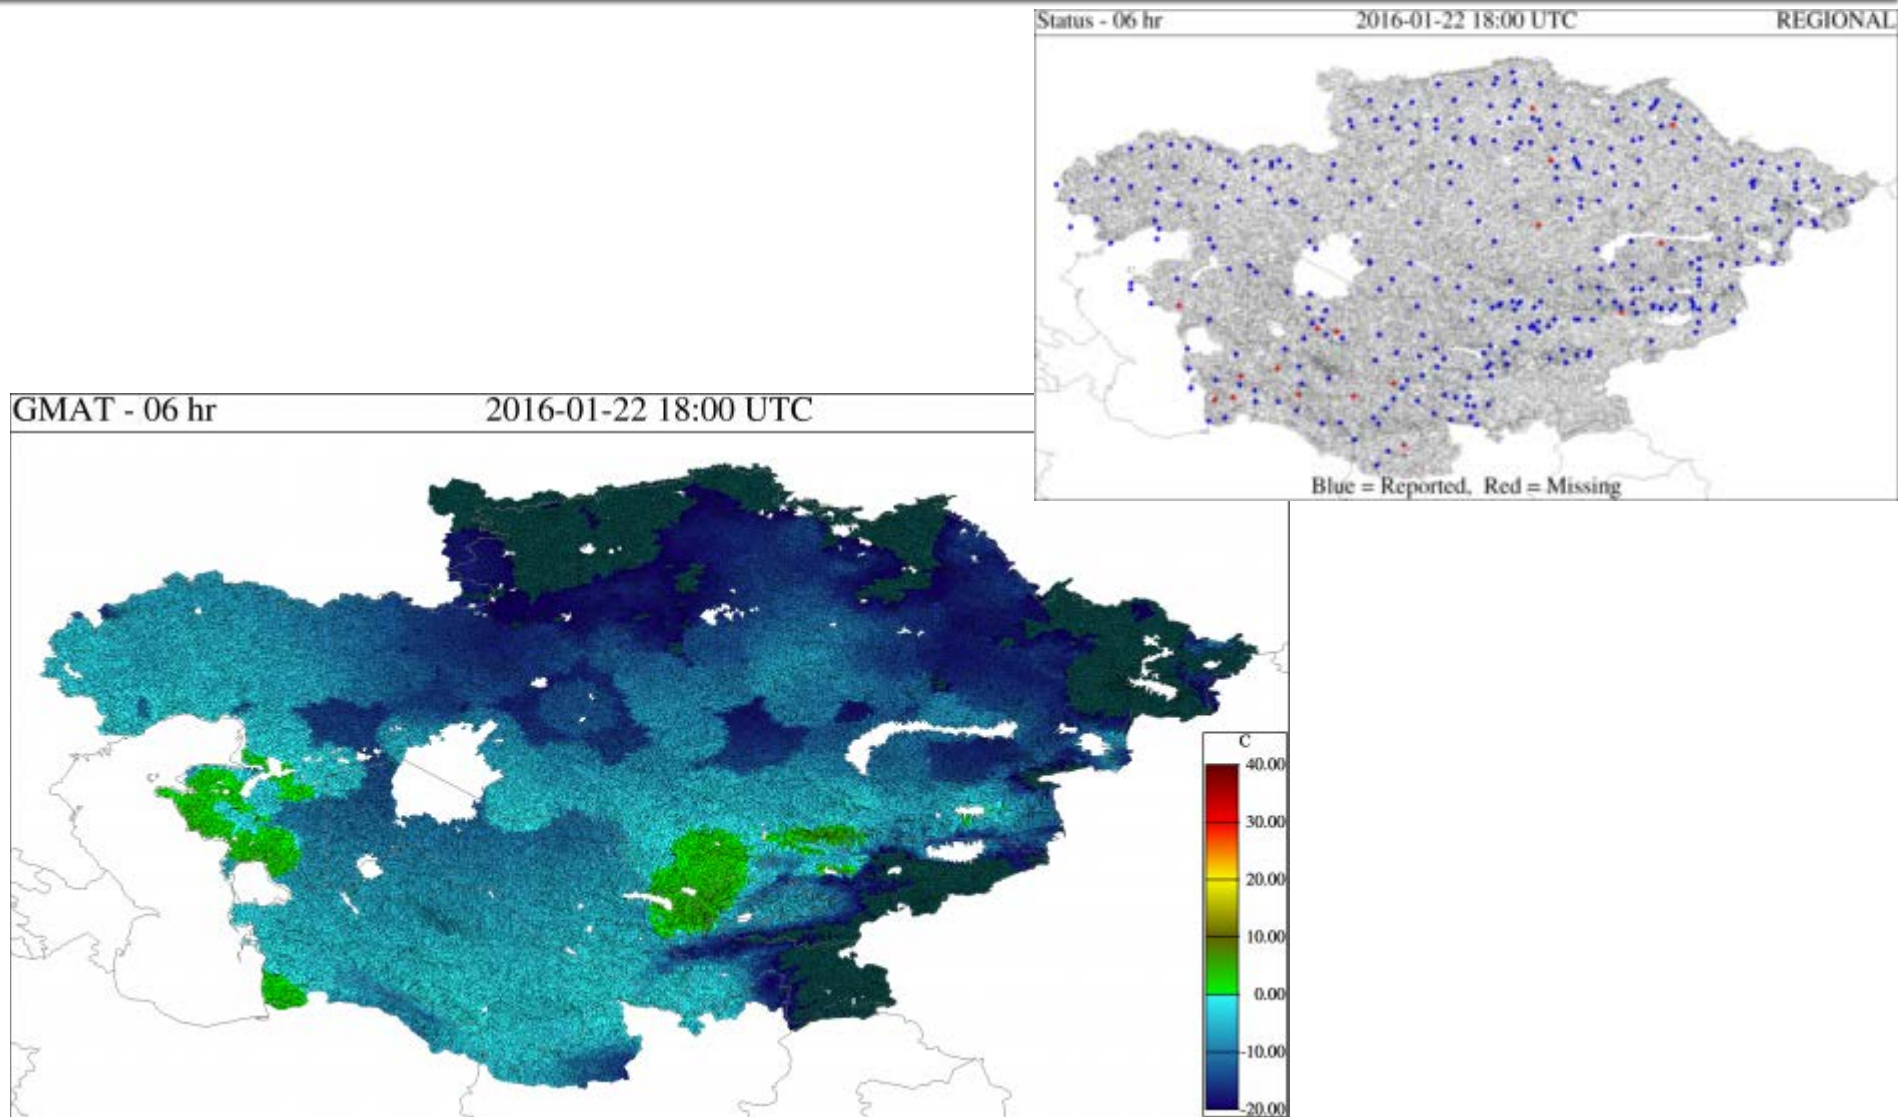 Status - 06 hr 2016-01-22 18:00 UTC REGIONAL
Blue = Reported, Red = Missing
GMAT - 06 hr 2016-01-22 18:00 UTC
C
40.00
30.00
20.00
10.00
0.00
-10.00
-20.00